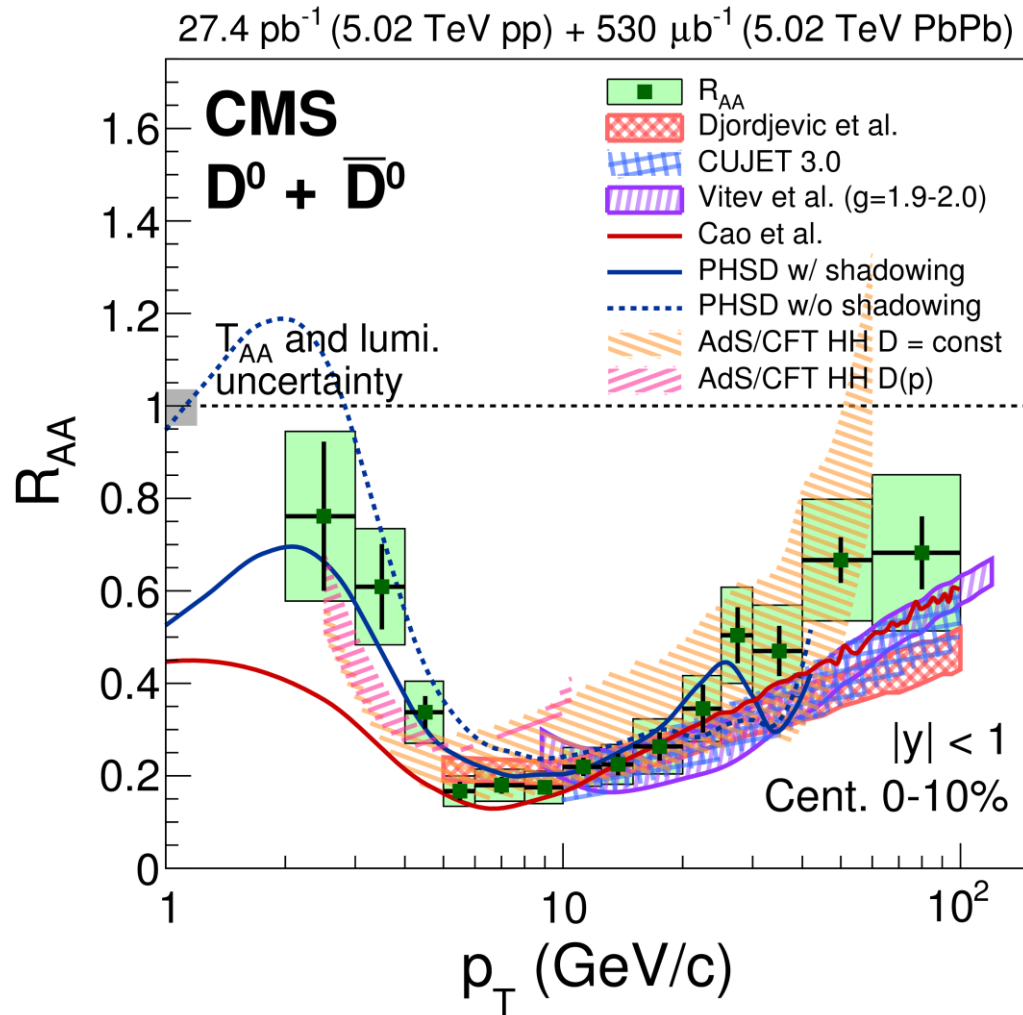 27.4 pb⁻¹ (5.02 TeV pp) + 530 μb⁻¹ (5.02 TeV PbPb)
CMS
D⁰ + D̅⁰
R_AA
Djordjevic et al.
CUJET 3.0
Vitev et al. (g=1.9-2.0)
Cao et al.
PHSD w/ shadowing
PHSD w/o shadowing
AdS/CFT HH D = const
AdS/CFT HH D(p)
T_AA and lumi.
uncertainty
R_AA
1.6
1.4
1.2
1
0.8
0.6
0.4
0.2
0
|y| < 1
Cent. 0-10%
1
10
10²
p_T (GeV/c)